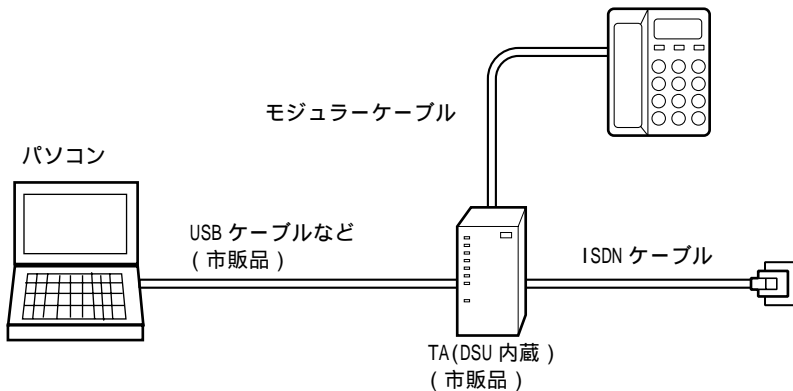 モジュラーケーブル
パソコン
USB ケーブルなど
( 市販品 )
ISDN ケーブル
TA(DSU 内蔵 )
( 市販品 )